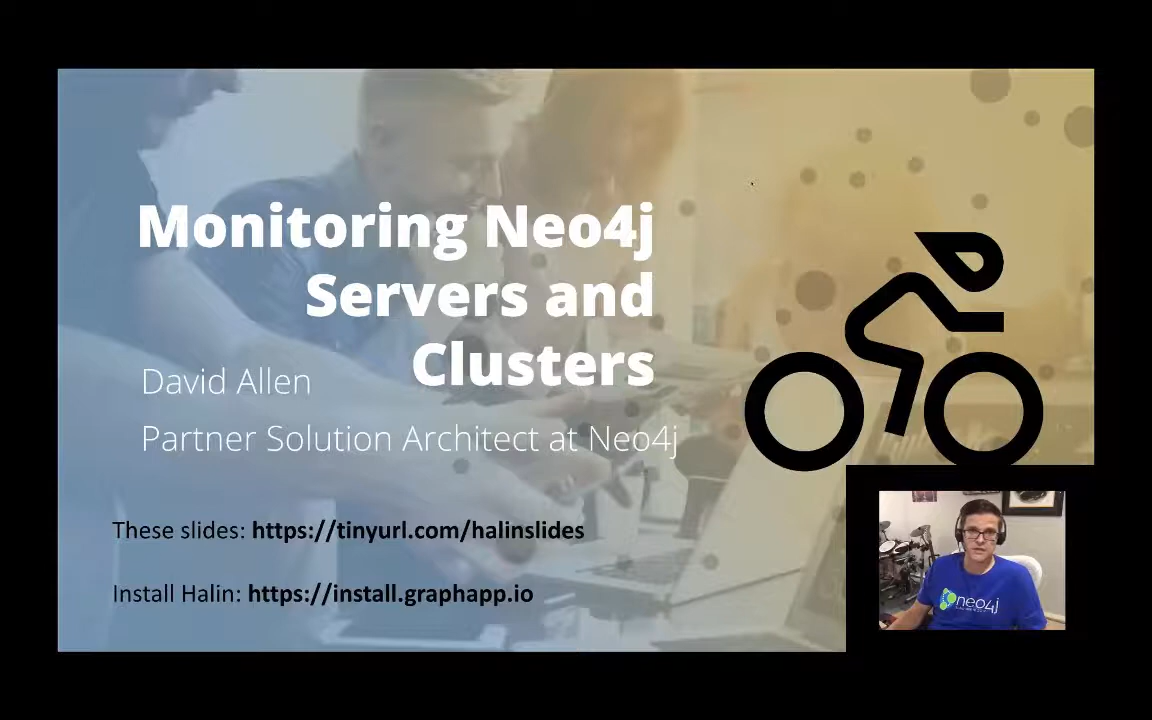 Monitoring Neo4j
Servers and
Clusters
David Allen
Partner Solution Architect at Neo4j
These slides: https://tinyurl.com/halinslides
Install Halin: https://install.graphapp.io
neo4j